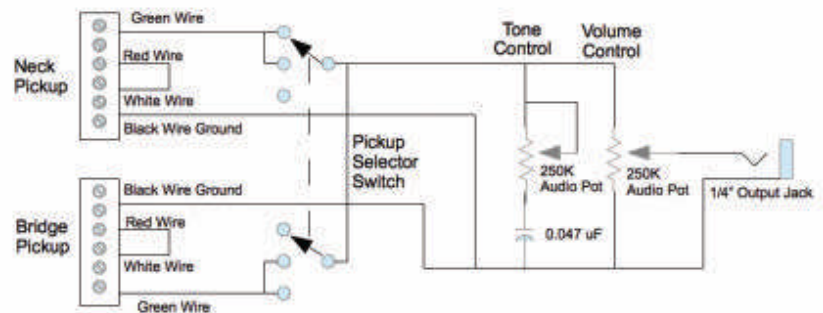 Green Wire
Neck
Pickup
Red Wire
White Wire
Black Wire Ground
Tone
Control
Volume
Control
Pickup
Selector
Switch
250K
Audio Pot
250K
Audio Pot
1/4" Output Jack
0.047 uF
Black Wire Ground
Bridge
Pickup
Red Wire
White Wire
Green Wire